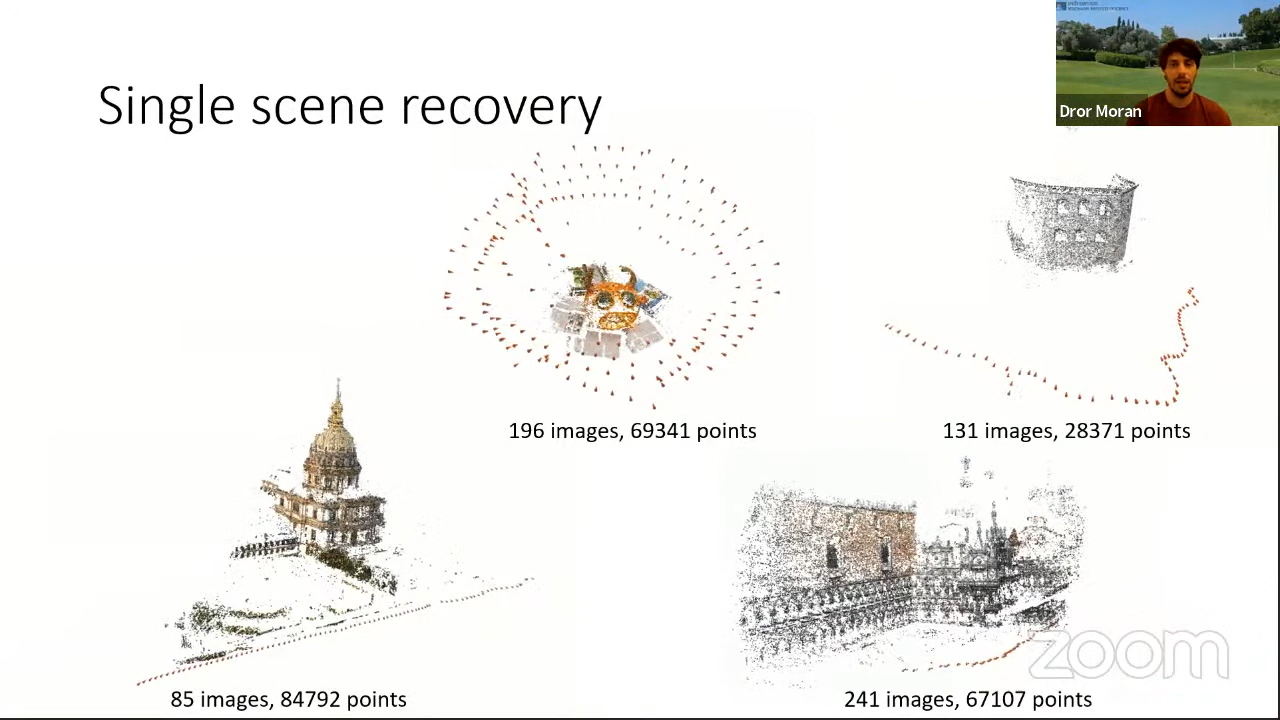 Single scene recovery
Dror Moran
196 images, 69341 points
131 images, 28371 points
85 images, 84792 points
241 images, 67107 points
zoom